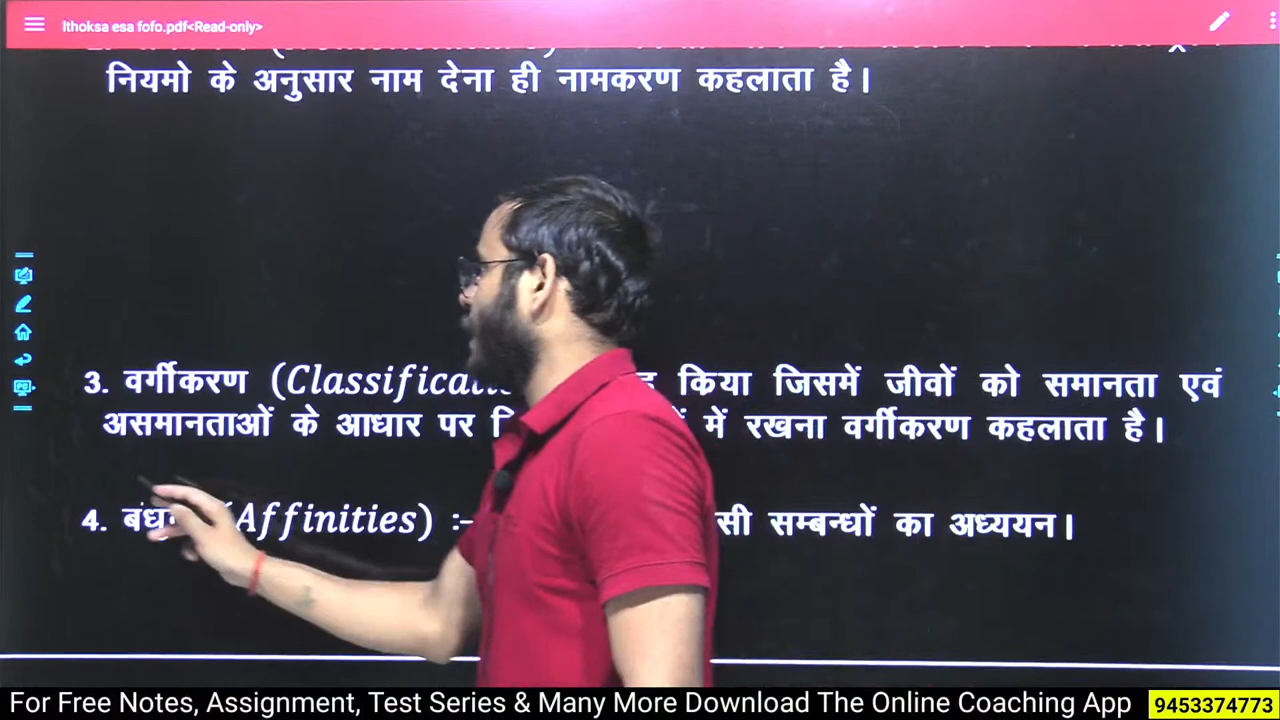 lthoksa esa fofo.pdf<Read-only>
नियमो के अनुसार नाम देना ही नामकरण कहलाता है।
3. वर्गीकरण (Classificati क्रिया जिसमें जीवों को समानता एवं
असमानताओं के आधार पर में रखना वर्गीकरण कहलाता है।
4. (Affinities) :- सम्बन्धों का अध्ययन।
For Free Notes, Assignment, Test Series & Many More Download The Online Coaching App 9453374773